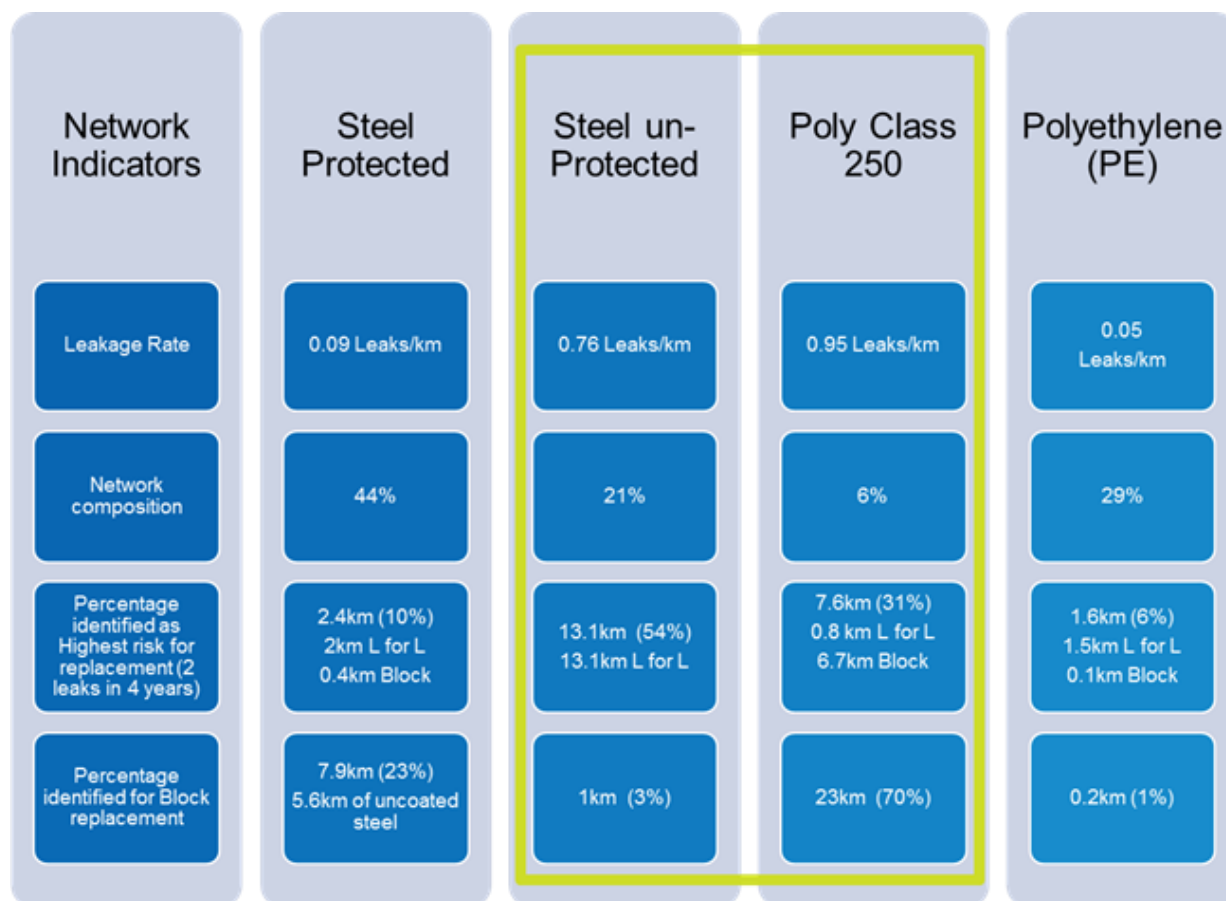 Network
Indicators
Steel
Protected
Steel un-
Protected
Poly Class
250
Polyethylene
(PE)
Leakage Rate
0.09 Leaks/km
0.76 Leaks/km
0.95 Leaks/km
0.05
Leaks/km
Network
composition
44%
21%
6%
29%
Percentage
identified as
Highest risk for
replacement (2
leaks in 4 years)
2.4km (10%)
2km L for L
0.4km Block
13.1km (54%)
13.1km L for L
7.6km (31%)
0.8 km L for L
6.7km Block
1.6km (6%)
1.5km L for L
0.1km Block
Percentage
identified for Block
replacement
7.9km (23%)
5.6km of uncoated
steel
1km (3%)
23km (70%)
0.2km (1%)